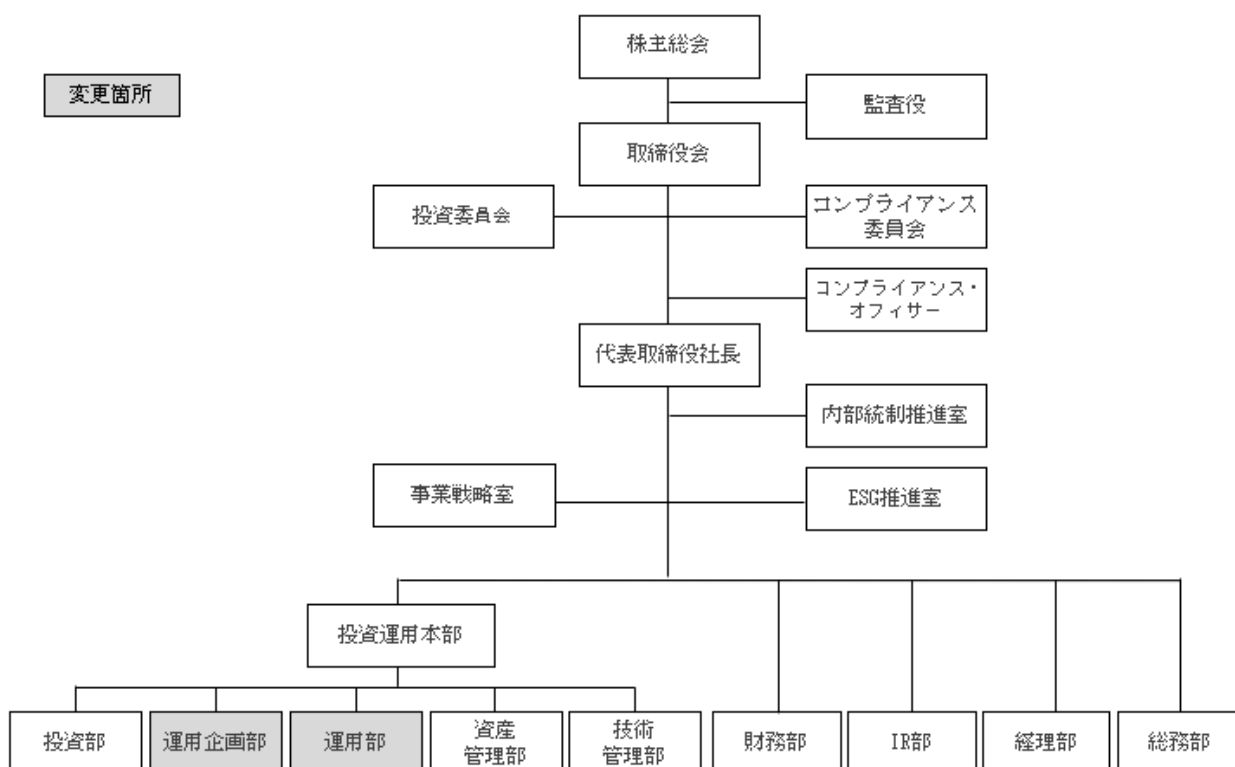 株主総会
変更箇所
監査役
取締役会
投資委員会
コンプライアンス
委員会
コンプライアンス・
オフィサー
代表取締役社長
内部統制推進室
事業戦略室
ESG推進室
投資運用本部
投資部
運用企画部
運用部
資産
管理部
技術
管理部
財務部
IR部
経理部
総務部